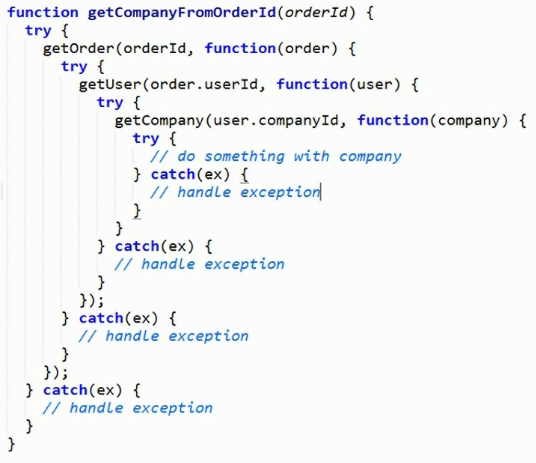 function getCompanyFromOrderId(orderId) {
  try {
    getOrder(orderId, function(order) {
      try {
        getUser(order.userId, function(user) {
          try {
            getCompany(user.companyId, function(company) {
              try {
                // do something with company
              } catch(ex) {
                // handle exception
              }
            }
          } catch(ex) {
            // handle exception
          }
        });
      } catch(ex) {
        // handle exception
      }
    });
  } catch(ex) {
    // handle exception
  }
}